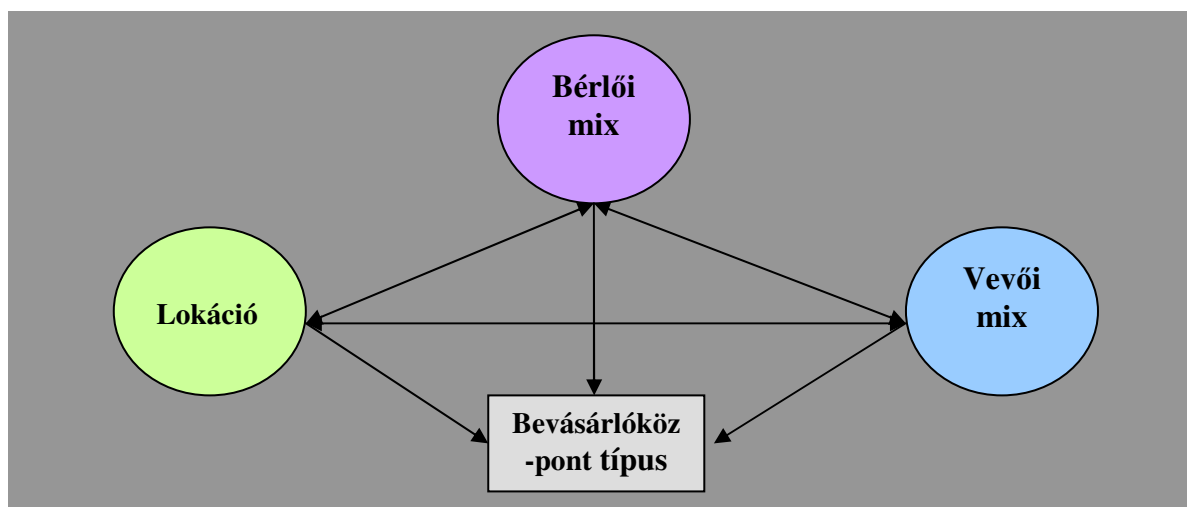 Bérlői
mix
Lokáció
Vevői
mix
Bevásárlóköz
-pont típus